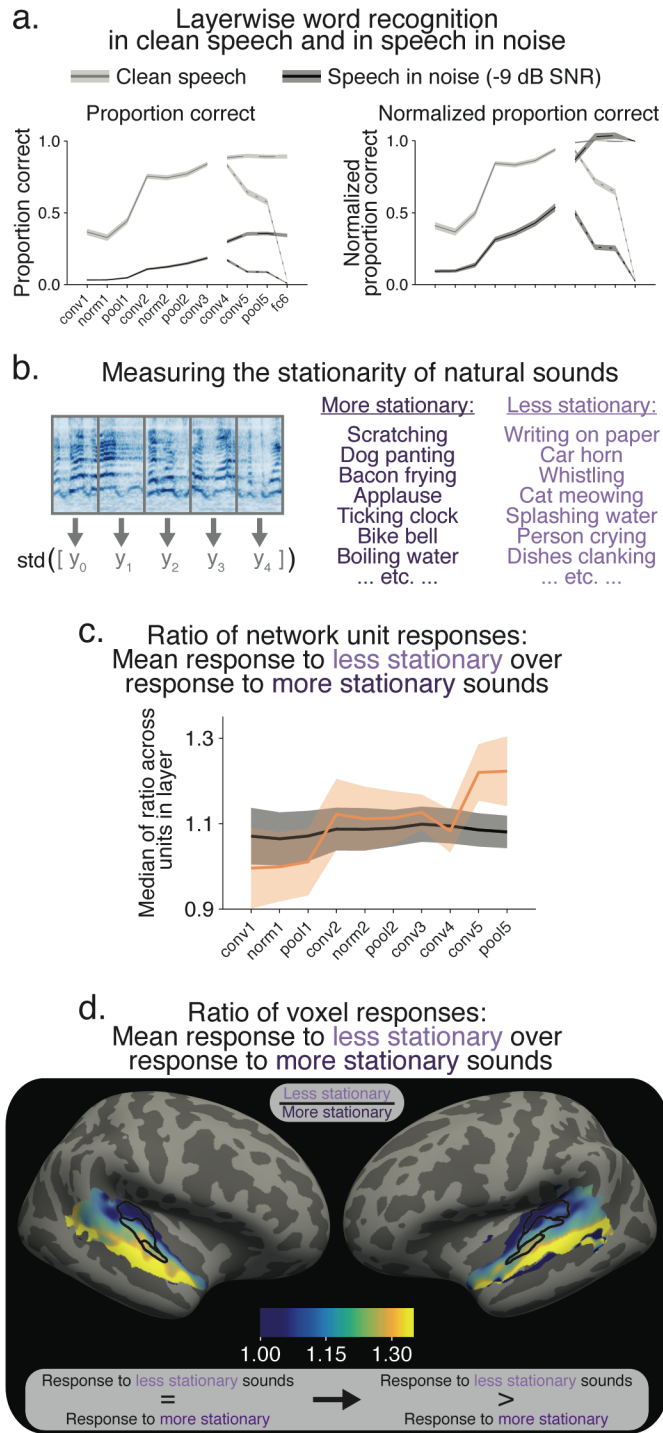 a.
Layerwise word recognition
in clean speech and in speech in noise
Clean speech
Speech in noise (-9 dB SNR)
Proportion correct
Normalized proportion correct
Proportion correct
1.0
0.5
0.0
conv1
norm1
pool1
conv2
norm2
pool2
conv3
conv4
conv5
pool5
fc6
Normalized
proportion correct
1.0
0.5
0.0
b.
Measuring the stationarity of natural sounds
std([ y0 y1 y2 y3 y4 ])
More stationary:
Scratching
Dog panting
Bacon frying
Applause
Ticking clock
Bike bell
Boiling water
... etc. ...
Less stationary:
Writing on paper
Car horn
Whistling
Cat meowing
Splashing water
Person crying
Dishes clanking
... etc. ...
c.
Ratio of network unit responses:
Mean response to less stationary over
response to more stationary sounds
Median of ratio across
units in layer
1.3
1.1
0.9
conv1
norm1
pool1
conv2
norm2
pool2
conv3
conv4
conv5
pool5
d.
Ratio of voxel responses:
Mean response to less stationary over
response to more stationary sounds
Less stationary
More stationary
1.00 1.15 1.30
Response to less stationary sounds
=
Response to more stationary
Response to less stationary sounds
>
Response to more stationary